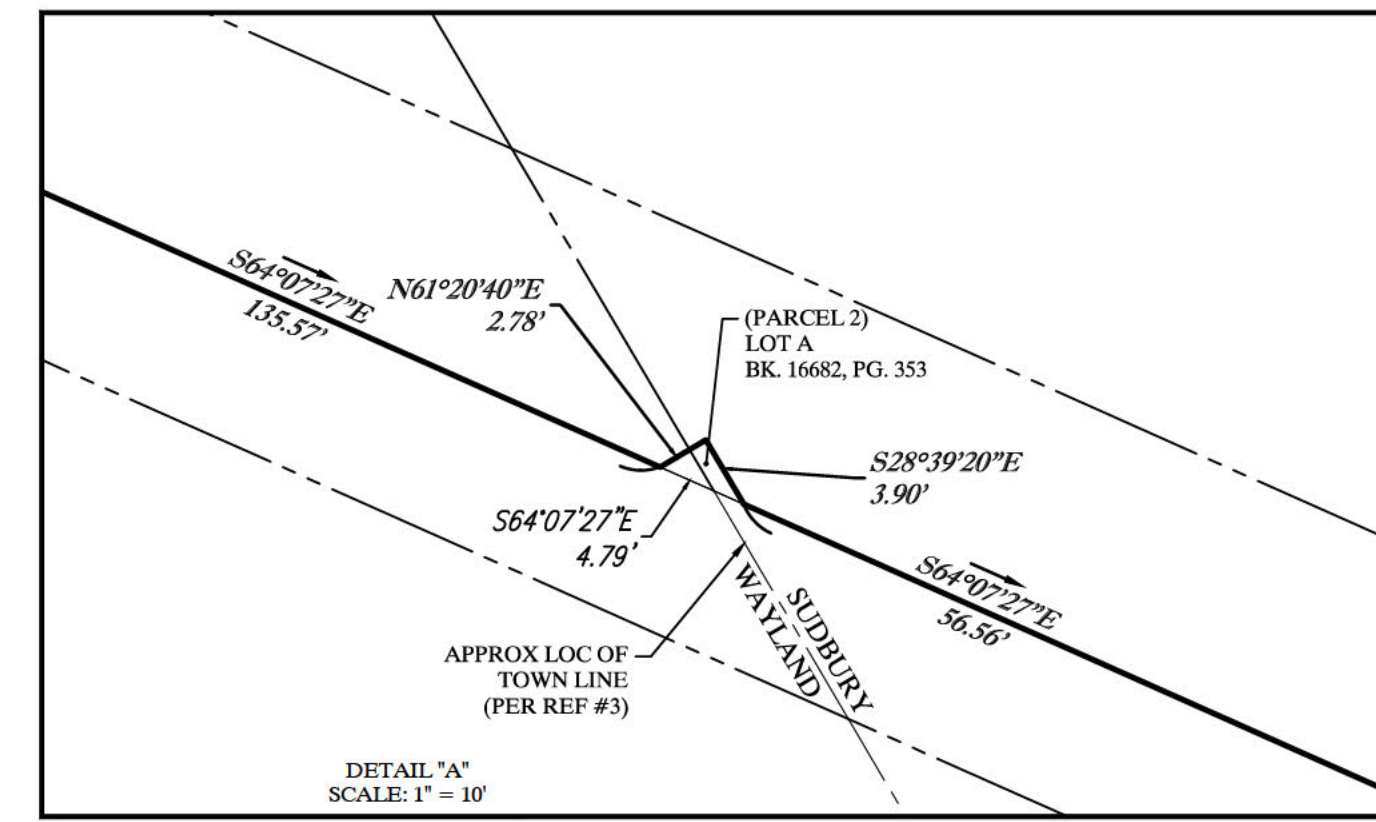 S64°07'27"E
135.57'
N61°20'40"E
2.78'
(PARCEL 2)
LOT A
BK. 16682, PG. 353
S28°39'20"E
3.90'
S64°07'27"E
4.79'
S64°07'27"E
56.56'
SUDBURY
WAYLAND
APPROX LOC OF
TOWN LINE
(PER REF #3)
DETAIL "A"
SCALE: 1" = 10'